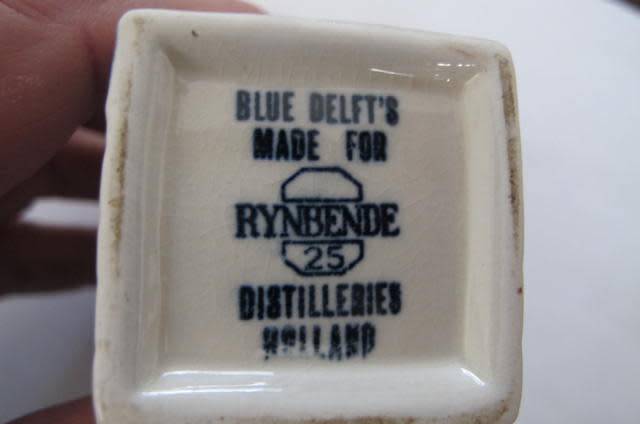 BLUE DELFT'S
MADE FOR
RYNBENDE
25
DISTILLERIES
HOLLAND